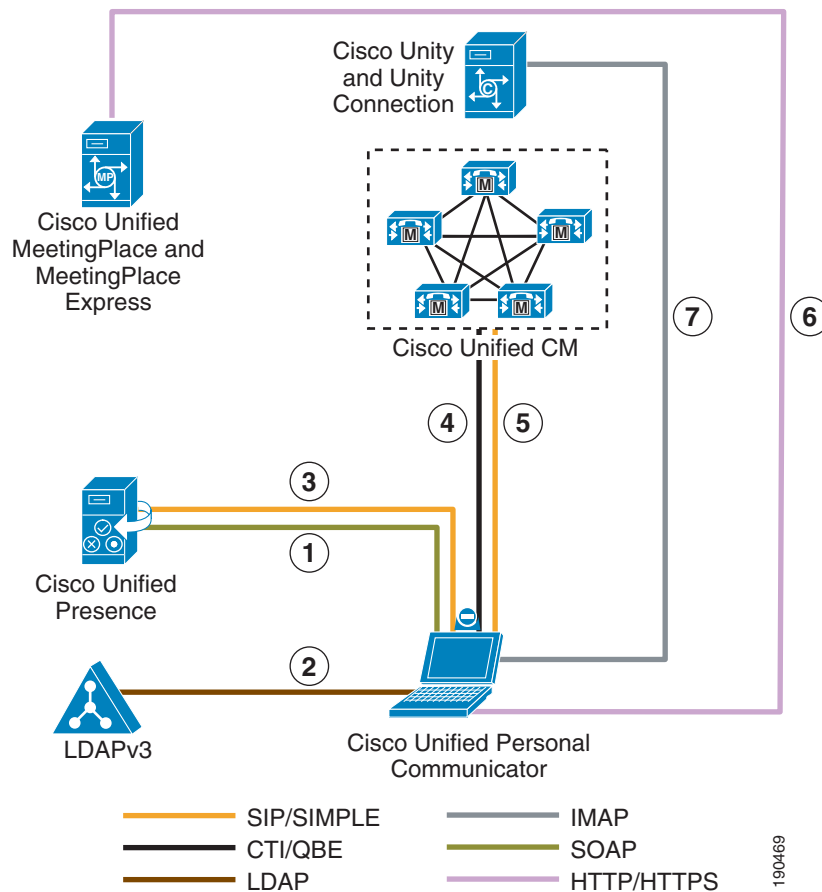 Cisco Unity
and Unity
Connection
C
MP
Cisco Unified
MeetingPlace and
MeetingPlace
Express
M
M
M
M
M
Cisco Unified CM
7
6
4
5
3
1
Cisco Unified
Presence
2
LDAPv3
Cisco Unified Personal
Communicator
SIP/SIMPLE
CTI/QBE
LDAP
IMAP
SOAP
HTTP/HTTPS
190469